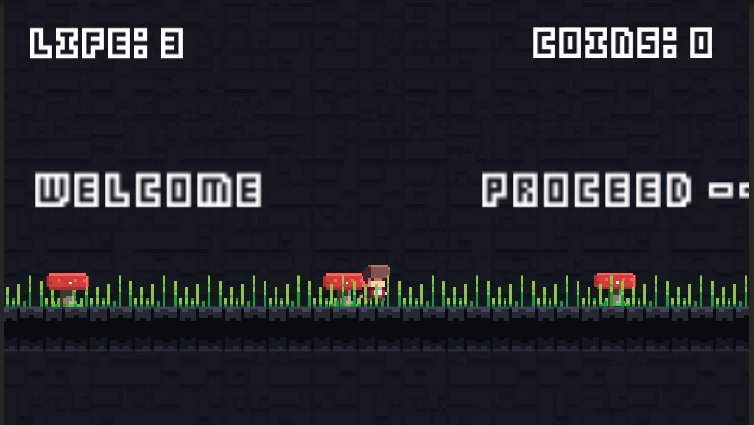 LIFE: 3
COINS: 0
WELCOME
PROCEED --